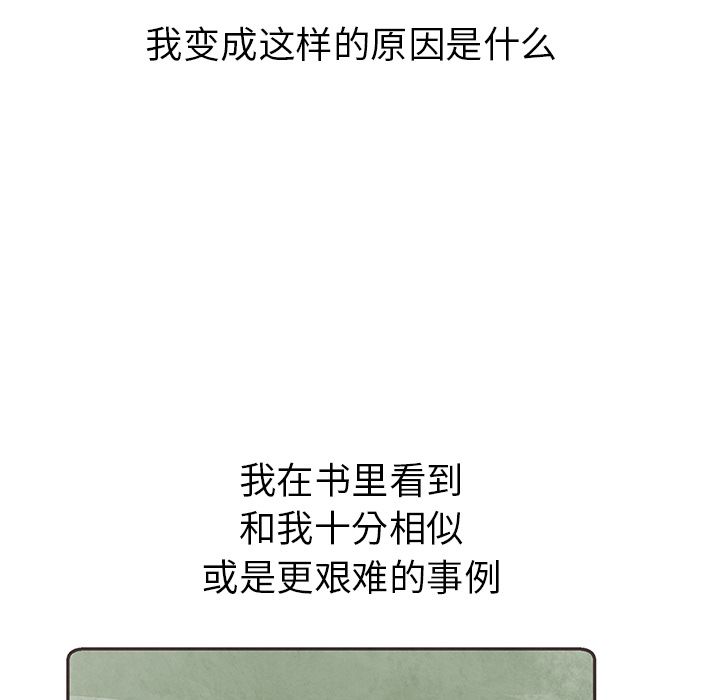 我变成这样的原因是什么
我在书里看到
和我十分相似
或是更艰难的事例